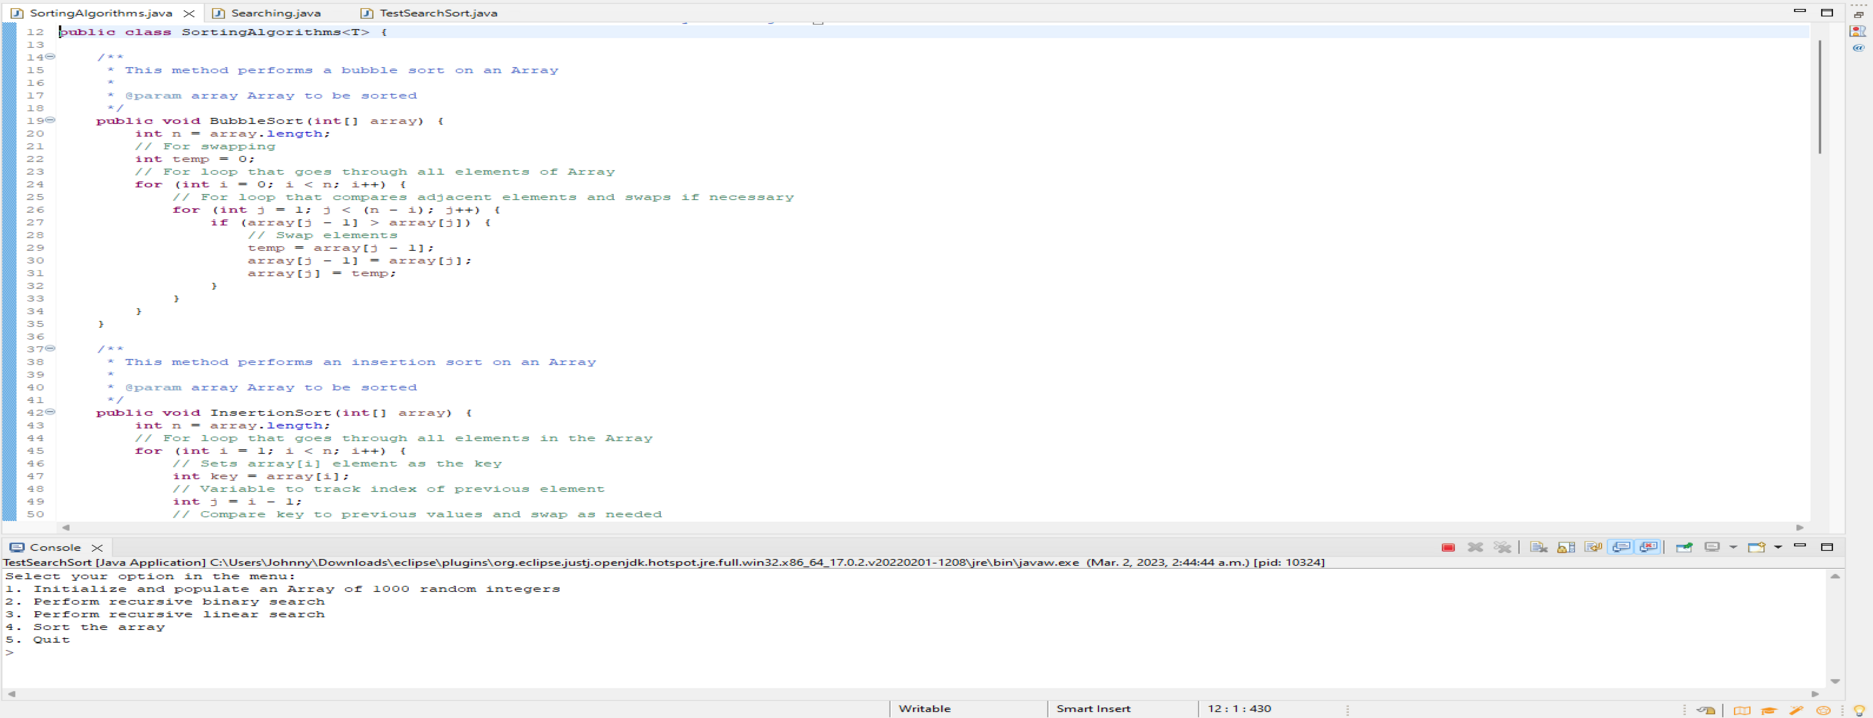 SortingAlgorithms.java Searching.java TestSearchSort.java
12 public class SortingAlgorithms<T> {
13
14 /**
15 * This method performs a bubble sort on an Array
16 *
17 * @param array Array to be sorted
18 */
19 public void BubbleSort(int[] array) {
20 int n = array.length;
21 // For swapping
22 int temp = 0;
23 // For loop that goes through all elements of Array
24 for (int i = 0; i < n; i++) {
25 // For loop that compares adjacent elements and swaps if necessary
26 for (int j = 1; j < (n - i); j++) {
27 if (array[j - 1] > array[j]) {
28 // Swap elements
29 temp = array[j - 1];
30 array[j - 1] = array[j];
31 array[j] = temp;
32 }
33 }
34 }
35 }
36
37 /**
38 * This method performs an insertion sort on an Array
39 *
40 * @param array Array to be sorted
41 */
42 public void InsertionSort(int[] array) {
43 int n = array.length;
44 // For loop that goes through all elements in the Array
45 for (int i = 1; i < n; i++) {
46 // Sets array[i] element as the key
47 int key = array[i];
48 // Variable to track index of previous element
49 int j = i - 1;
50 // Compare key to previous values and swap as needed
Console
TestSearchSort [Java Application] C:\Users\Johnny\Downloads\eclipse\plugins\org.eclipse.justj.openjdk.hotspot.jre.full.win32.x86_64_17.0.2.v20220201-1208\jre\bin\javaw.exe (Mar. 2, 2023, 2:44:44 a.m.) [pid: 10324]
Select your option in the menu:
1. Initialize and populate an Array of 1000 random integers
2. Perform recursive binary search
3. Perform recursive linear search
4. Sort the array
5. Quit
>
Writable Smart Insert 12 : 1 : 430